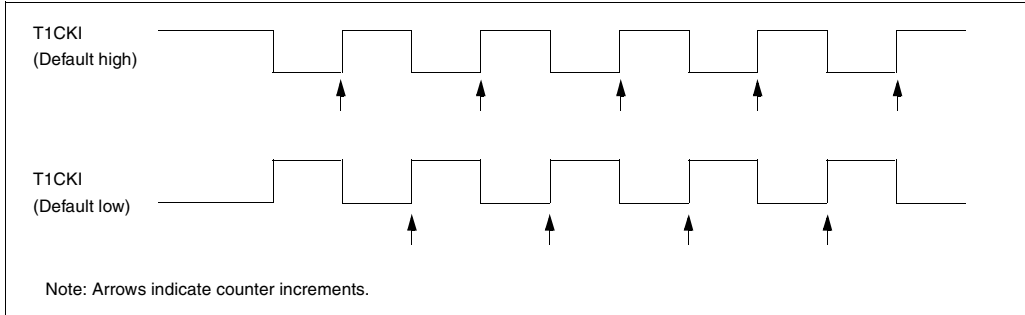 T1CKI
(Default high)
T1CKI
(Default low)
Note: Arrows indicate counter increments.